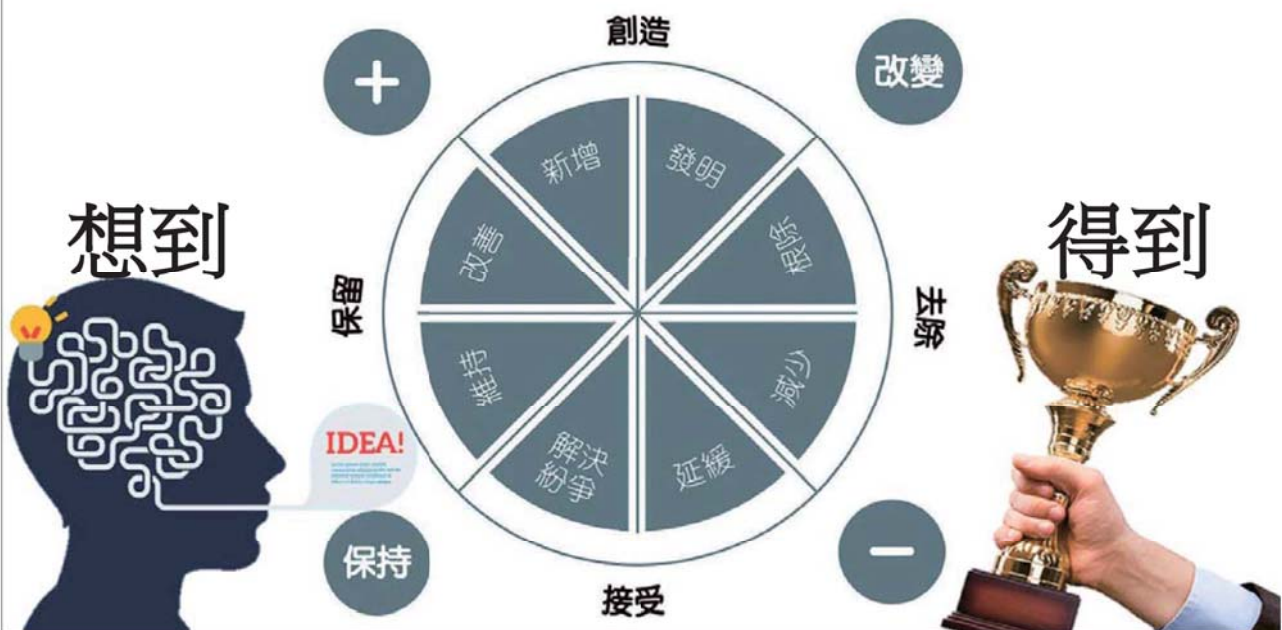 創造
+
改變
新增
發明
改善
根除
想到
得到
保留
去除
維持
減少
IDEA!
解決
紛爭
延緩
保持
−
接受